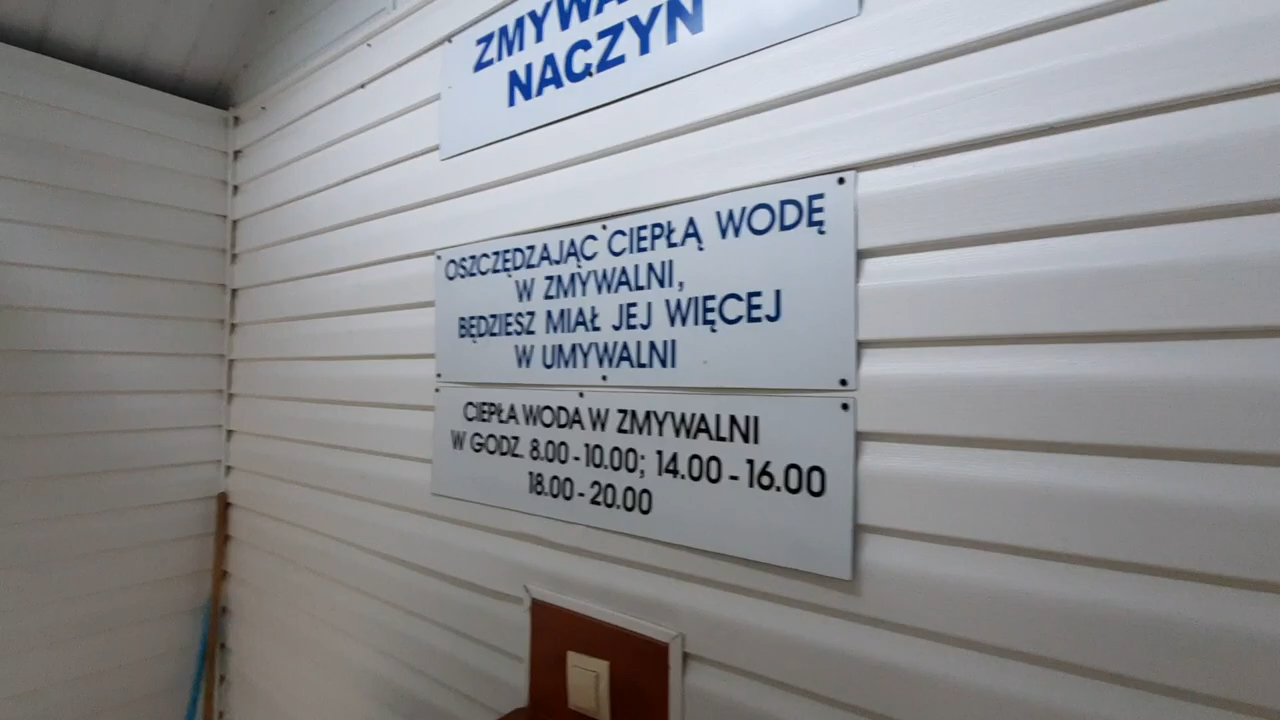 NACZYŃ
OSZCZĘDZAJĄC CIEPŁĄ WODĘ
W ZMYWALNI,
BĘDZIESZ MIAŁ JEJ WIĘCEJ
W UMYWALNI
CIEPŁA WODA W ZMYWALNI
W GODZ. 8.00 - 10.00; 14.00 - 16.00
18.00 - 20.00